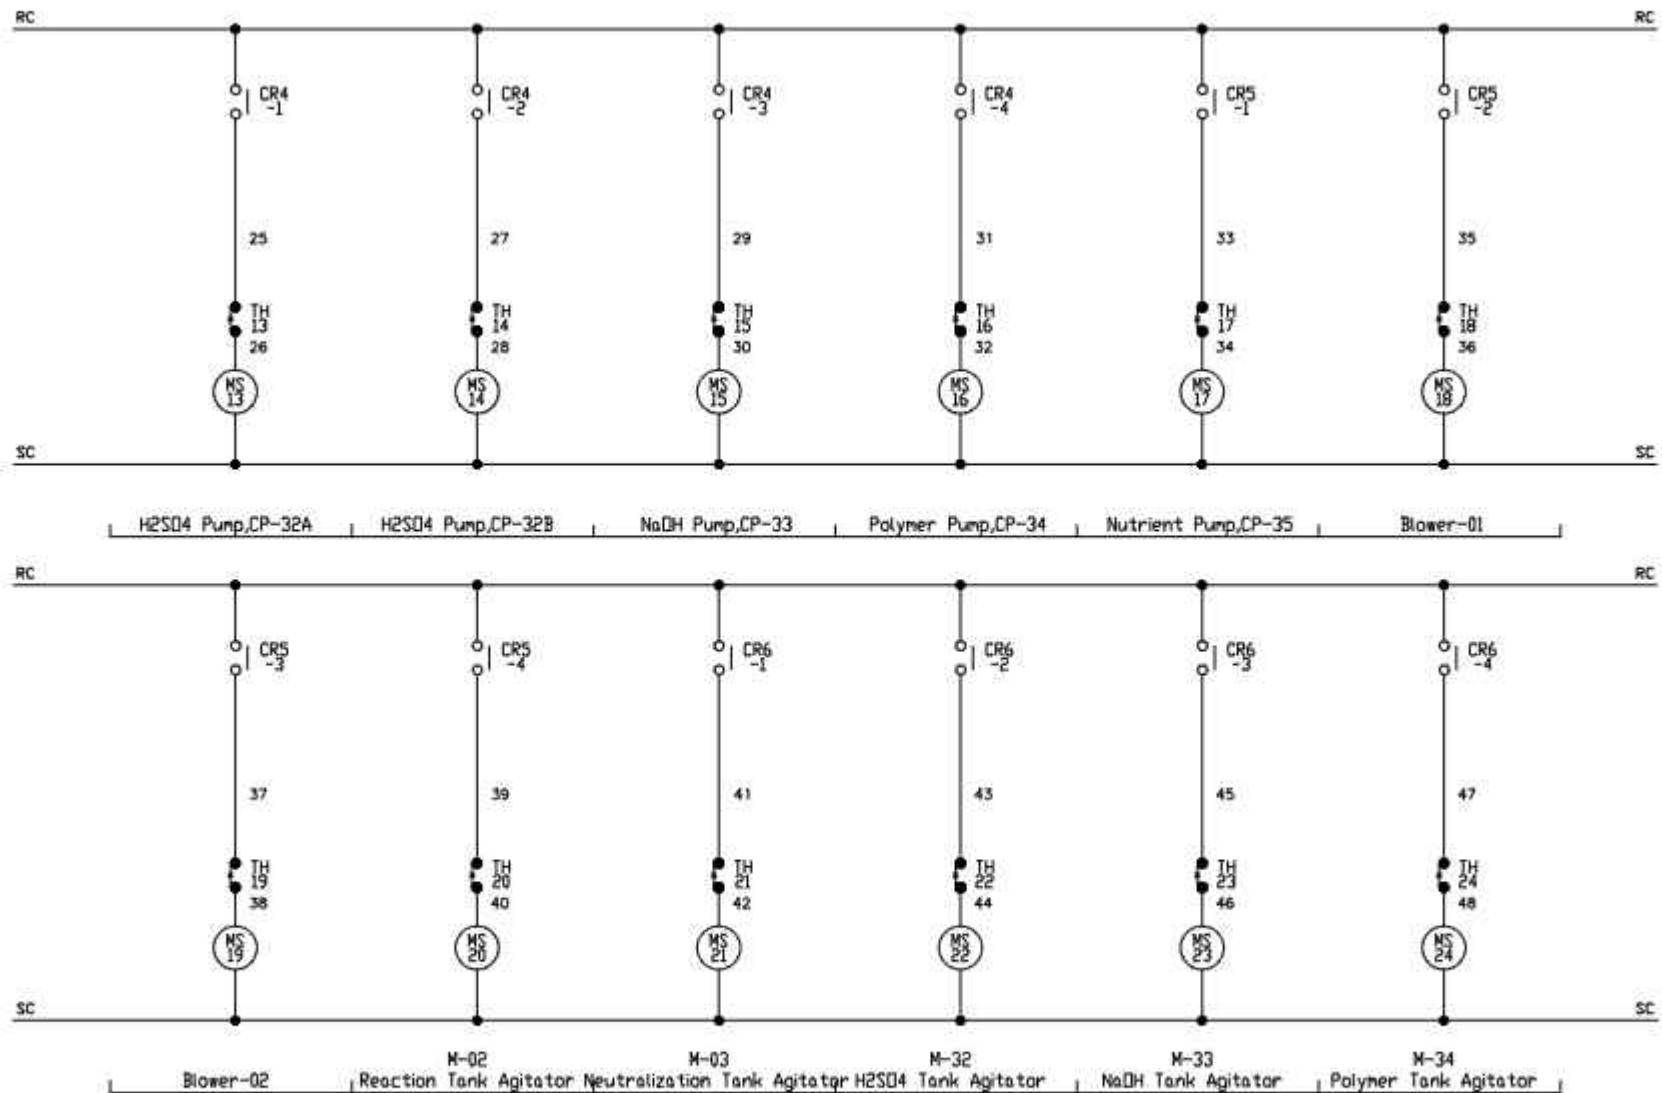 RC RC
CR4 CR4 CR4 CR4 CR5 CR5
-1 -2 -3 -4 -1 -2
25 27 29 31 33 35
TH TH TH TH TH TH
13 14 15 16 17 18
26 28 30 32 34 36
MS MS MS MS MS MS
13 14 15 16 17 18
SC SC
H2SO4 Pump,CP-32A H2SO4 Pump,CP-32B NaOH Pump,CP-33 Polymer Pump,CP-34 Nutrient Pump,CP-35 Blower-01
RC RC
CR5 CR5 CR6 CR6 CR6 CR6
-3 -4 -1 -2 -3 -4
37 39 41 43 45 47
TH TH TH TH TH TH
19 20 21 22 23 24
38 40 42 44 46 48
MS MS MS MS MS MS
19 20 21 22 23 24
SC SC
M-02 M-03 M-32 M-33 M-34
Blower-02 Reaction Tank Agitator Neutralization Tank Agitator H2SO4 Tank Agitator NaOH Tank Agitator Polymer Tank Agitator